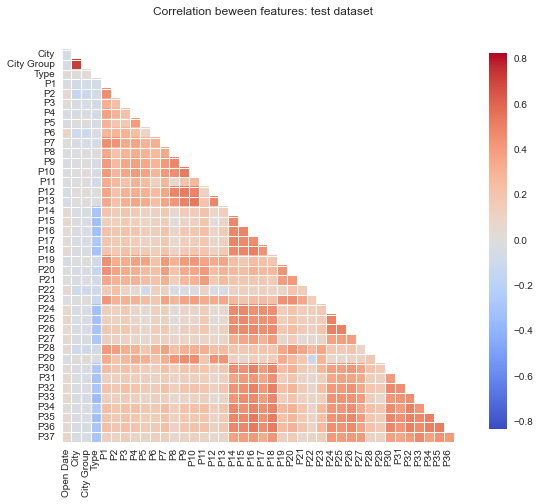 Correlation beween features: test dataset
City
City Group
Type
P1
P2
P3
P4
P5
P6
P7
P8
P9
P10
P11
P12
P13
P14
P15
P16
P17
P18
P19
P20
P21
P22
P23
P24
P25
P26
P27
P28
P29
P30
P31
P32
P33
P34
P35
P36
P37
Open Date
City
City Group
Type
P1
P2
P3
P4
P5
P6
P7
P8
P9
P10
P11
P12
P13
P14
P15
P16
P17
P18
P19
P20
P21
P22
P23
P24
P25
P26
P27
P28
P29
P30
P31
P32
P33
P34
P35
P36
0.8
0.6
0.4
0.2
0.0
−0.2
−0.4
−0.6
−0.8